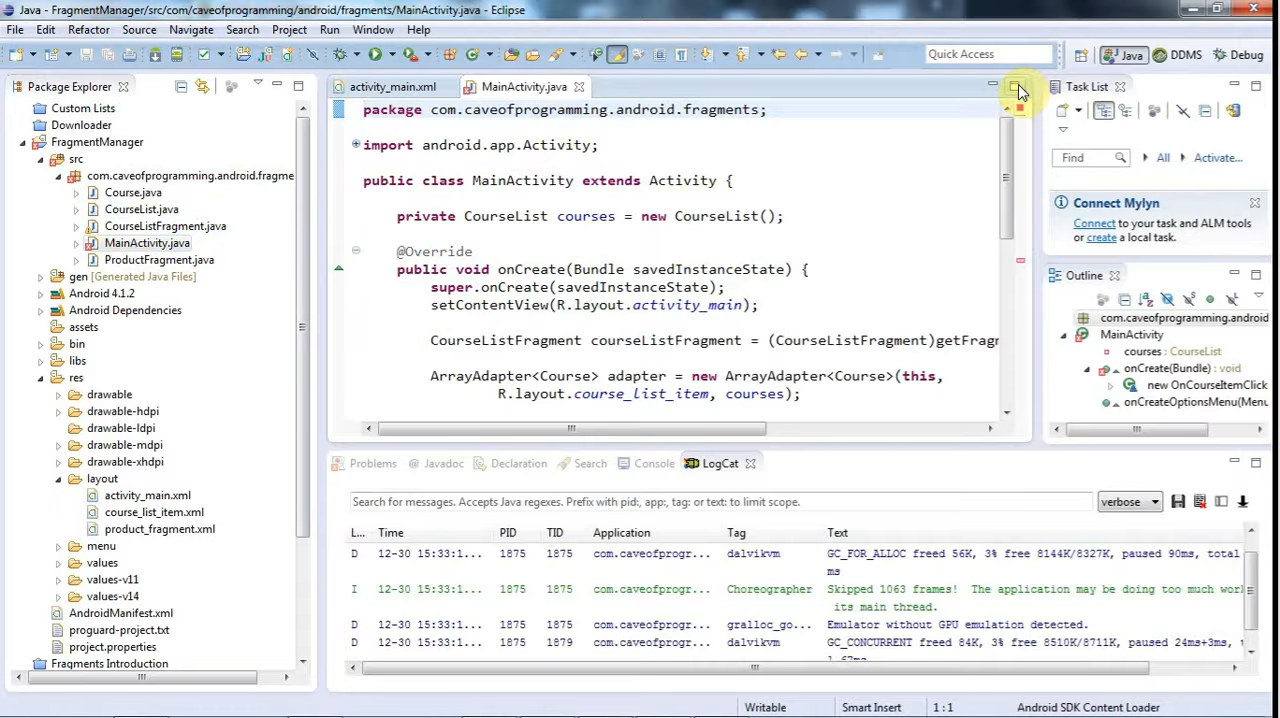 Java - FragmentManager/src/com/caveofprogramming/android/fragments/MainActivity.java - Eclipse
File Edit Refactor Source Navigate Search Project Run Window Help
Quick Access
Java DDMS Debug
Package Explorer
Custom Lists
Downloader
FragmentManager
src
com.caveofprogramming.android.fragme
Course.java
CourseList.java
CourseListFragment.java
MainActivity.java
ProductFragment.java
gen [Generated Java Files]
Android 4.1.2
Android Dependencies
assets
bin
libs
res
drawable
drawable-hdpi
drawable-ldpi
drawable-mdpi
drawable-xhdpi
layout
activity_main.xml
course_list_item.xml
product_fragment.xml
menu
values
values-v11
values-v14
AndroidManifest.xml
proguard-project.txt
project.properties
Fragments Introduction
activity_main.xml MainActivity.java
package com.caveofprogramming.android.fragments;
import android.app.Activity;
public class MainActivity extends Activity {
private CourseList courses = new CourseList();
@Override
public void onCreate(Bundle savedInstanceState) {
super.onCreate(savedInstanceState);
setContentView(R.layout.activity_main);
CourseListFragment courseListFragment = (CourseListFragment)getFragm
ArrayAdapter<Course> adapter = new ArrayAdapter<Course>(this,
R.layout.course_list_item, courses);
Task List
Find All Activate...
Connect Mylyn
Connect to your task and ALM
tools or create a local task.
Outline
com.caveofprogramming.android
MainActivity
courses : CourseList
onCreate(Bundle) : void
new OnCourseItemClick
onCreateOptionsMenu(Menu
Problems Javadoc Declaration Search Console LogCat
Search for messages. Accepts Java regexes. Prefix with pid:, app:, tag: or text: to limit scope.
verbose
L... Time PID TID Application Tag Text
D 12-30 15:33:1... 1875 1875 com.caveofprogr... dalvikvm GC_FOR_ALLOC freed 56K, 3% free 8144K/8327K, paused 90ms, total
ms
I 12-30 15:33:1... 1875 1875 com.caveofprogr... Choreographer Skipped 1063 frames! The application may be doing too much work
its main thread.
D 12-30 15:33:1... 1875 1875 com.caveofprogr... gralloc_go... Emulator without GPU emulation detected.
D 12-30 15:33:1... 1875 1879 com.caveofprogr... dalvikvm GC_CONCURRENT freed 84K, 3% free 8510K/8711K, paused 24ms+3ms, t
Writable Smart Insert 1 : 1 Android SDK Content Loader